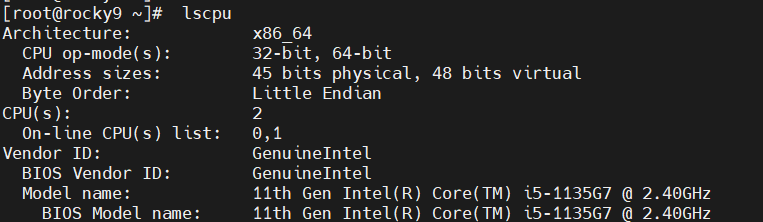 [root@rocky9 ~]#  lscpu
Architecture:            x86_64
  CPU op-mode(s):        32-bit, 64-bit
  Address sizes:         45 bits physical, 48 bits virtual
  Byte Order:            Little Endian
CPU(s):                  2
  On-line CPU(s) list:   0,1
Vendor ID:               GenuineIntel
  BIOS Vendor ID:        GenuineIntel
  Model name:            11th Gen Intel(R) Core(TM) i5-1135G7 @ 2.40GHz
    BIOS Model name:     11th Gen Intel(R) Core(TM) i5-1135G7 @ 2.40GHz